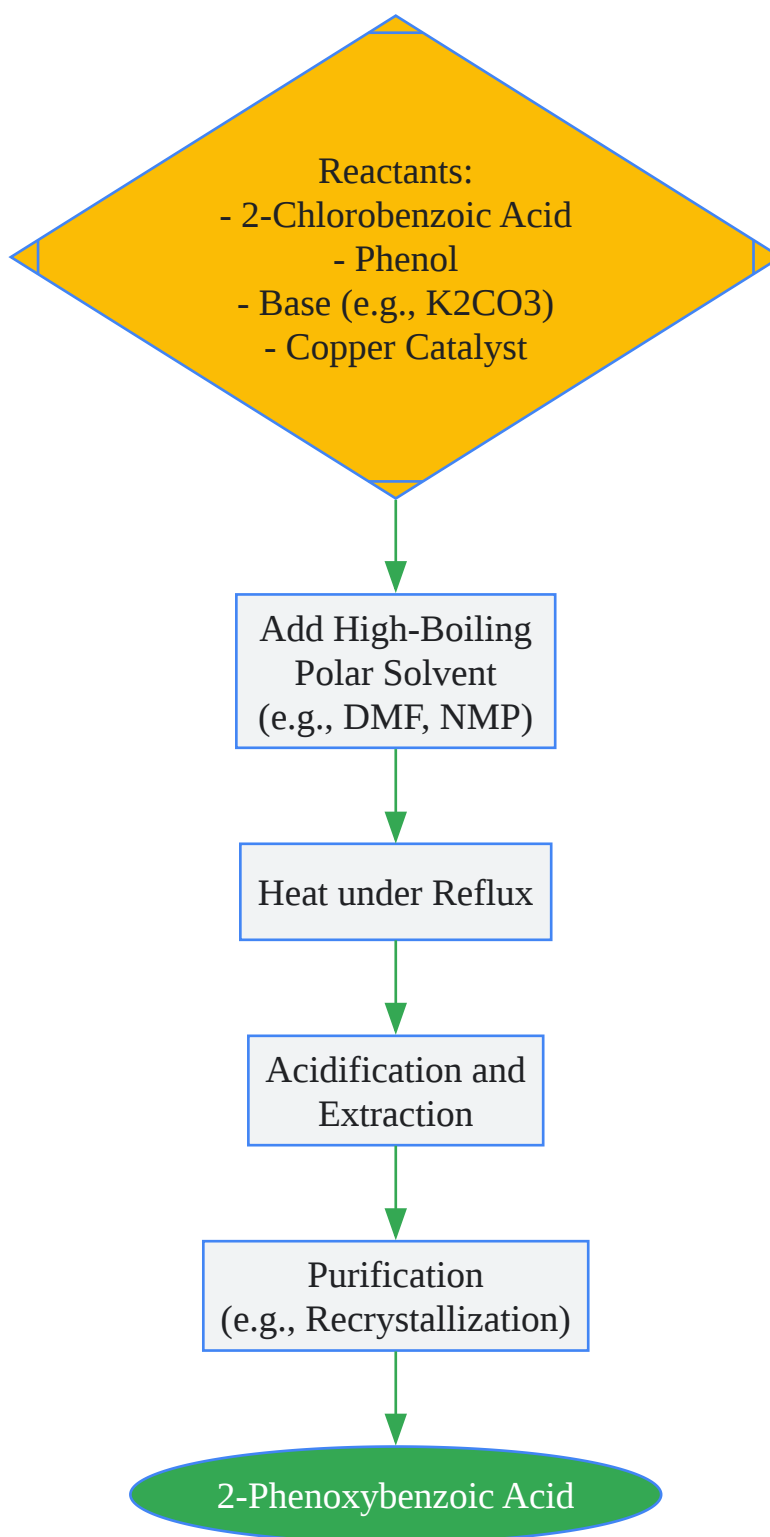 Reactants:
- 2-Chlorobenzoic Acid
- Phenol
- Base (e.g., K2CO3)
- Copper Catalyst
Add High-Boiling
Polar Solvent
(e.g., DMF, NMP)
Heat under Reflux
Acidification and
Extraction
Purification
(e.g., Recrystallization)
2-Phenoxybenzoic Acid